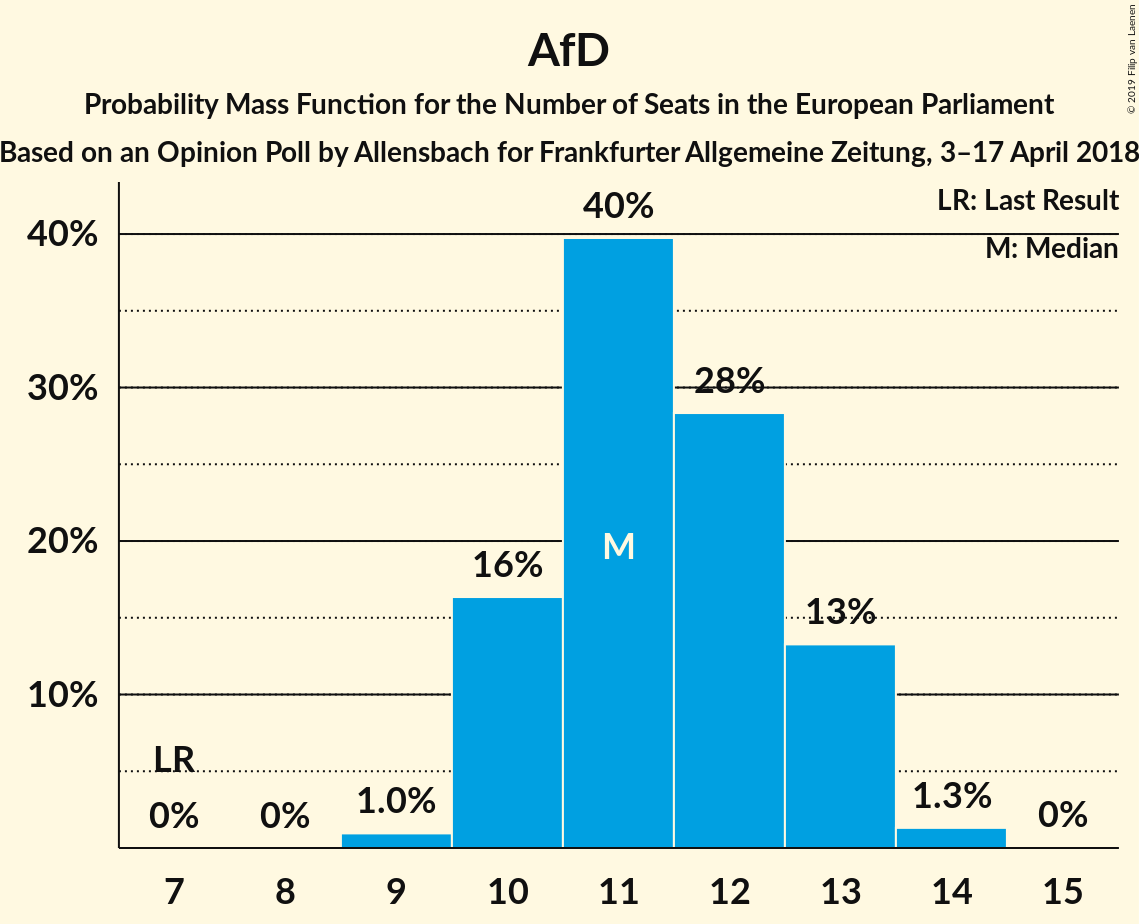 AfD
Probability Mass Function for the Number of Seats in the European Parliament
Based on an Opinion Poll by Allensbach for Frankfurter Allgemeine Zeitung, 3–17 April 2018
© 2019 Filip van Laenen
LR: Last Result
M: Median
40%
30%
20%
10%
LR
0%
0%
1.0%
16%
40%
M
28%
13%
1.3%
0%
7 8 9 10 11 12 13 14 15